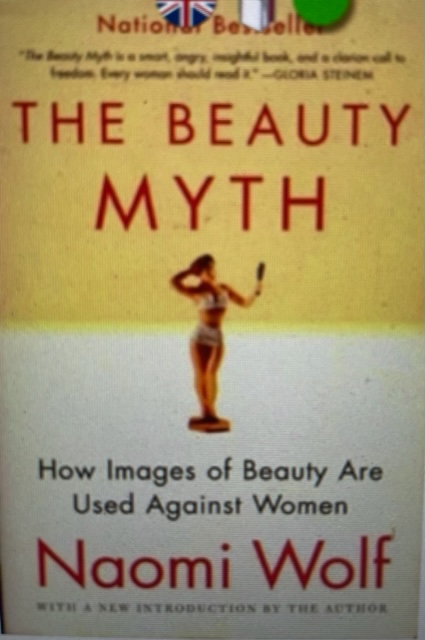 National Bestseller
"The Beauty Myth is a smart, angry, insightful book, and a clarion call to
freedom. Every woman should read it." —GLORIA STEINEM
THE BEAUTY
MYTH
How Images of Beauty Are
Used Against Women
Naomi Wolf
WITH A NEW INTRODUCTION BY THE AUTHOR